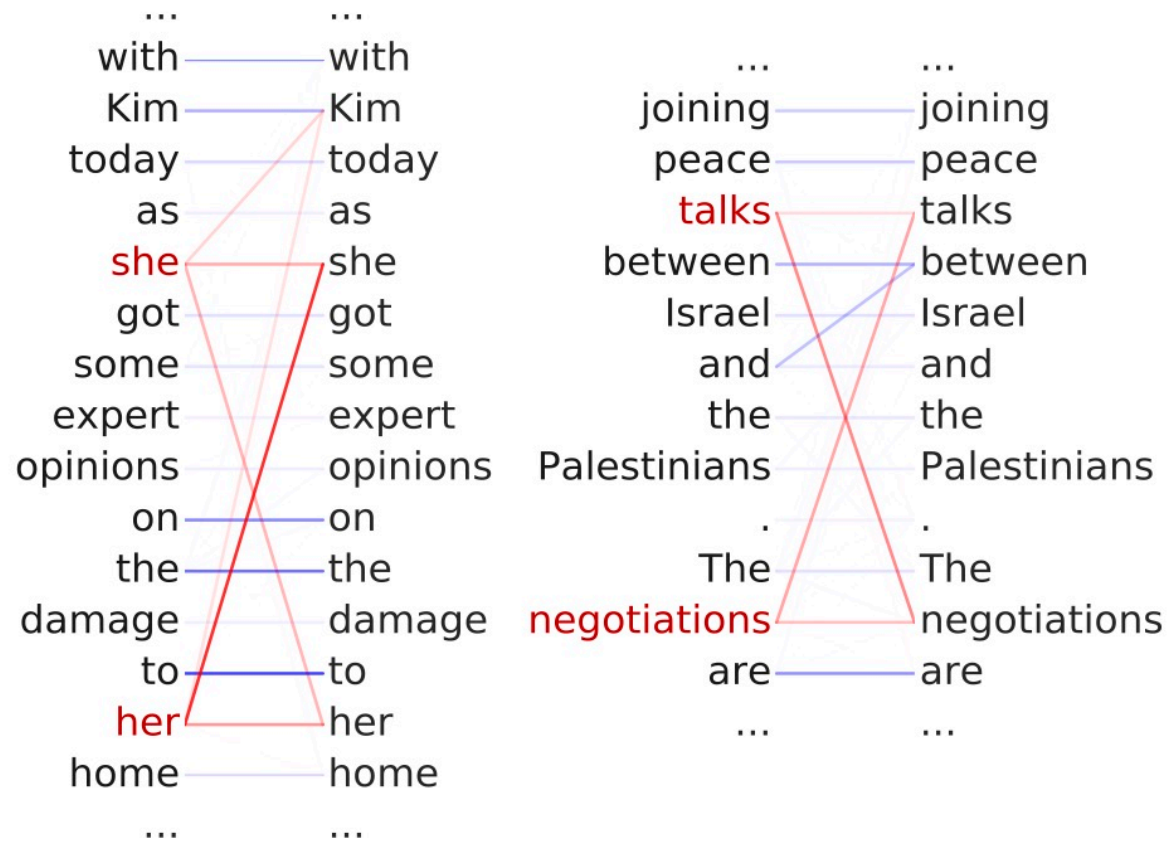 ... ...
with with
Kim Kim
today today
as as
she she
got got
some some
expert expert
opinions opinions
on on
the the
damage damage
to to
her her
home home
... ...
... ...
joining joining
peace peace
talks talks
between between
Israel Israel
and and
the the
Palestinians Palestinians
. .
The The
negotiations negotiations
are are
... ...